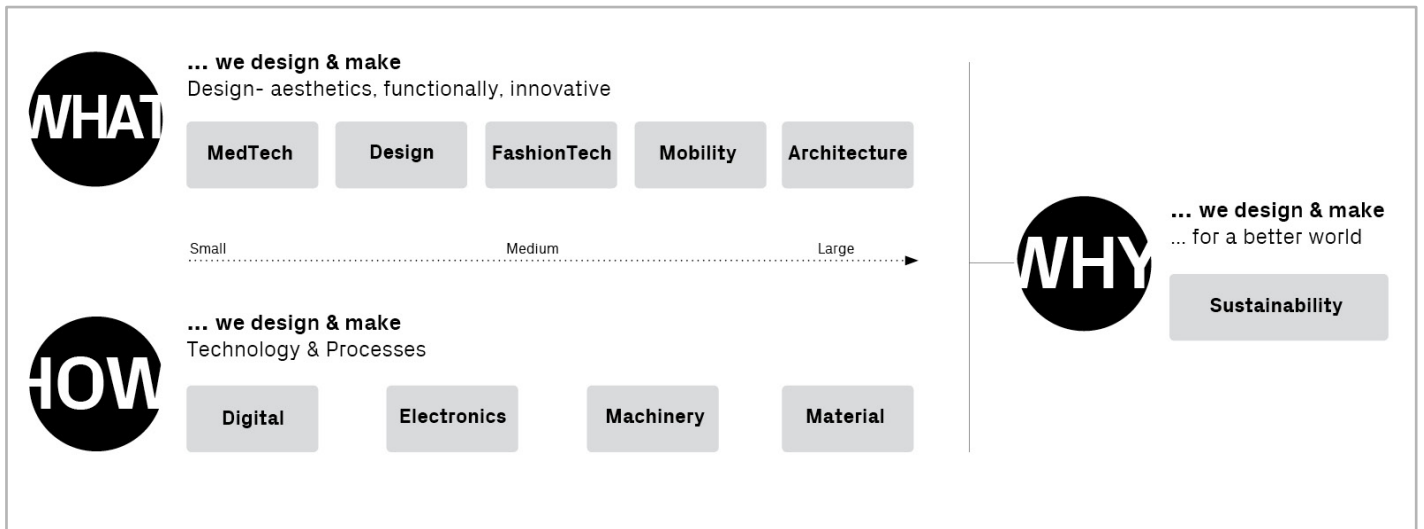 WHAT
... we design & make
Design- aesthetics, functionally, innovative
MedTech
Design
FashionTech
Mobility
Architecture
Small
Medium
Large
HOW
... we design & make
Technology & Processes
Digital
Electronics
Machinery
Material
WHY
... we design & make
... for a better world
Sustainability